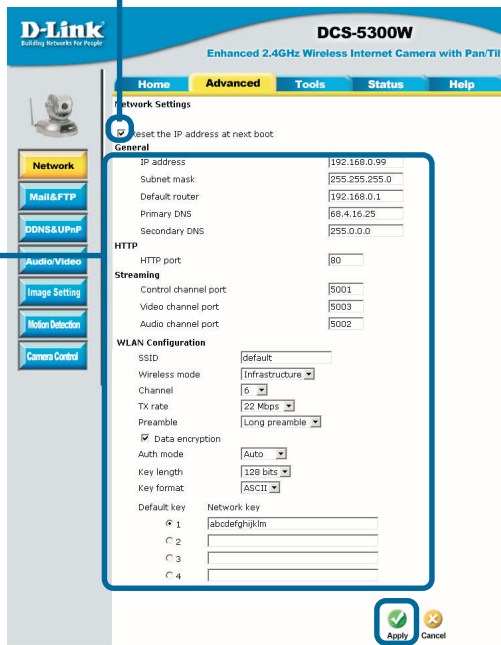 D-Link
Building Networks for People
DCS-5300W
Enhanced 2.4GHz Wireless Internet Camera with Pan/Til
Home Advanced Tools Status Help
Network Settings
Reset the IP address at next boot
General
IP address 192.168.0.99
Subnet mask 255.255.255.0
Default router 192.168.0.1
Primary DNS 68.4.16.25
Secondary DNS 255.0.0.0
HTTP
HTTP port 80
Streaming
Control channel port 5001
Video channel port 5003
Audio channel port 5002
WLAN Configuration
SSID default
Wireless mode Infrastructure
Channel 6
TX rate 22 Mbps
Preamble Long preamble
Data encryption
Auth mode Auto
Key length 128 bits
Key format ASCII
Default key Network key
1 abcdefghijklm
2
3
4
Network
Mail&FTP
DDNS&UPnP
Audio/Video
Image Setting
Motion Detection
Camera Control
Apply Cancel